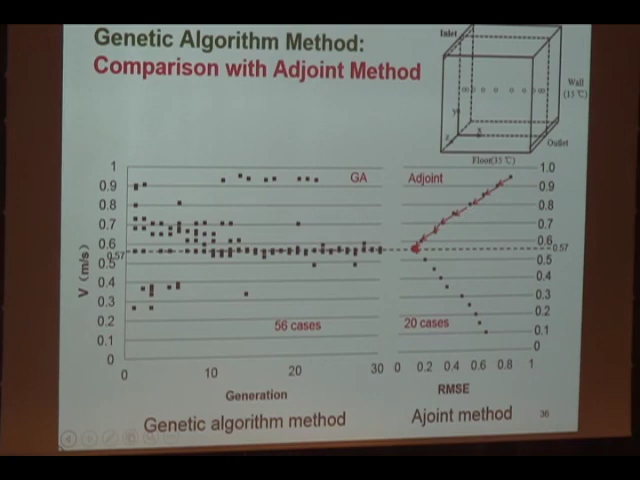 Genetic Algorithm Method:
Comparison with Adjoint Method
Inlet
Wall
(15 ℃)
y
x
z
Outlet
Floor(35 ℃)
GA
Adjoint
V (m/s)
1
0.9
0.8
0.7
0.6
0.57
0.5
0.4
0.3
0.2
0.1
0
1.0
0.9
0.8
0.7
0.6
0.57
0.5
0.4
0.3
0.2
0.1
0
56 cases
20 cases
0 10 20 30
0 0.2 0.4 0.6 0.8 1
Generation
RMSE
Genetic algorithm method
Ajoint method
36